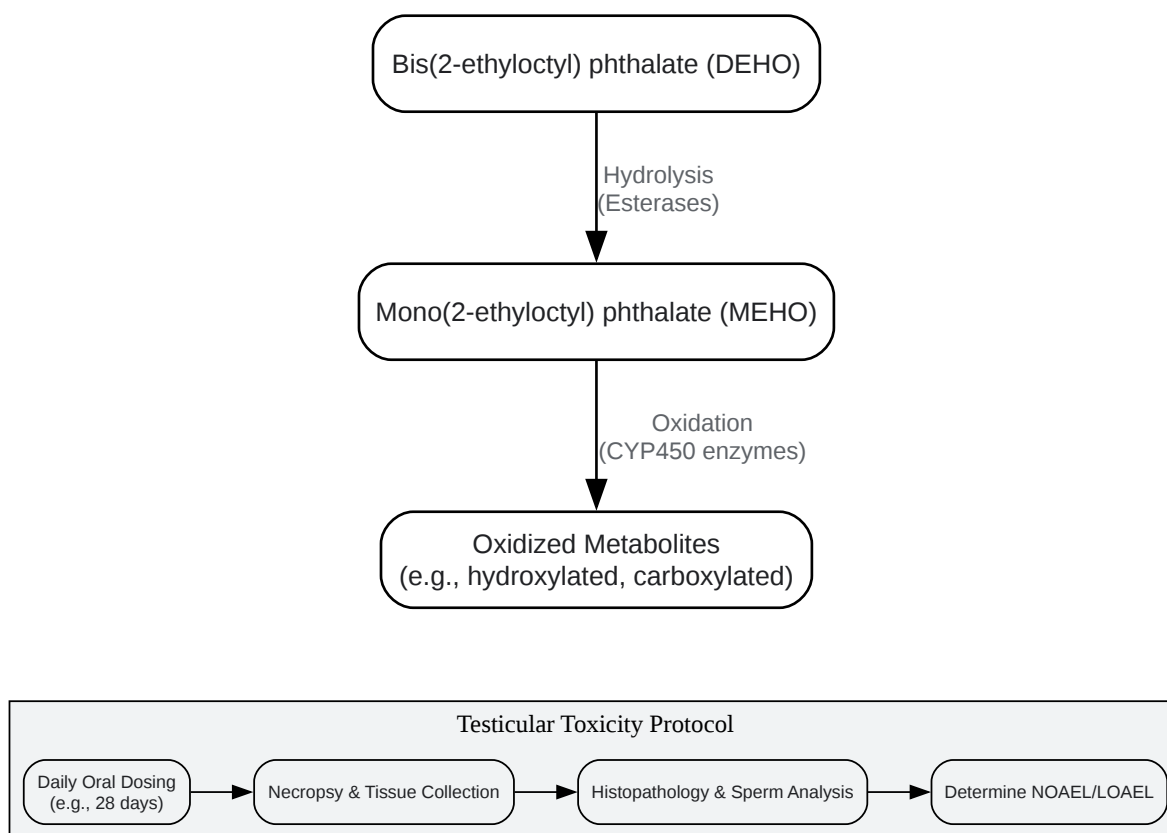 Bis(2-ethyloctyl) phthalate (DEHO)
Hydrolysis
(Esterases)
Mono(2-ethyloctyl) phthalate (MEHO)
Oxidation
(CYP450 enzymes)
Oxidized Metabolites
(e.g., hydroxylated, carboxylated)
Testicular Toxicity Protocol
Daily Oral Dosing
(e.g., 28 days)
Necropsy & Tissue Collection
Histopathology & Sperm Analysis
Determine NOAEL/LOAEL